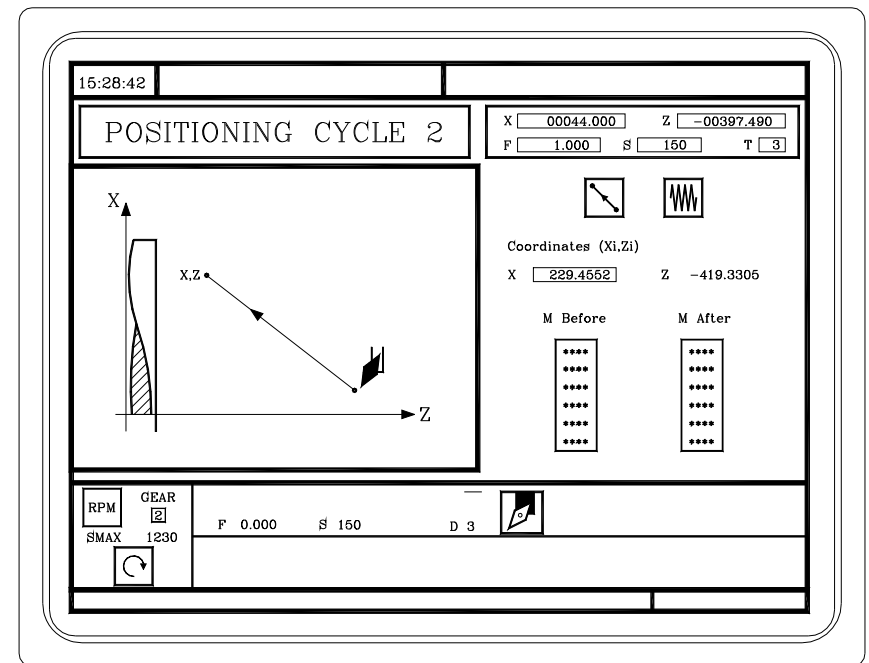 15:28:42
POSITIONING CYCLE 2
X 00044.000 Z -00397.490
F 1.000 S 150 T 3
X
X,Z
Z
Coordinates (Xi,Zi)
X 229.4552 Z -419.3305
M Before M After
**** ****
**** ****
**** ****
**** ****
**** ****
**** ****
RPM GEAR
2
SMAX 1230
F 0.000 S 150 D 3